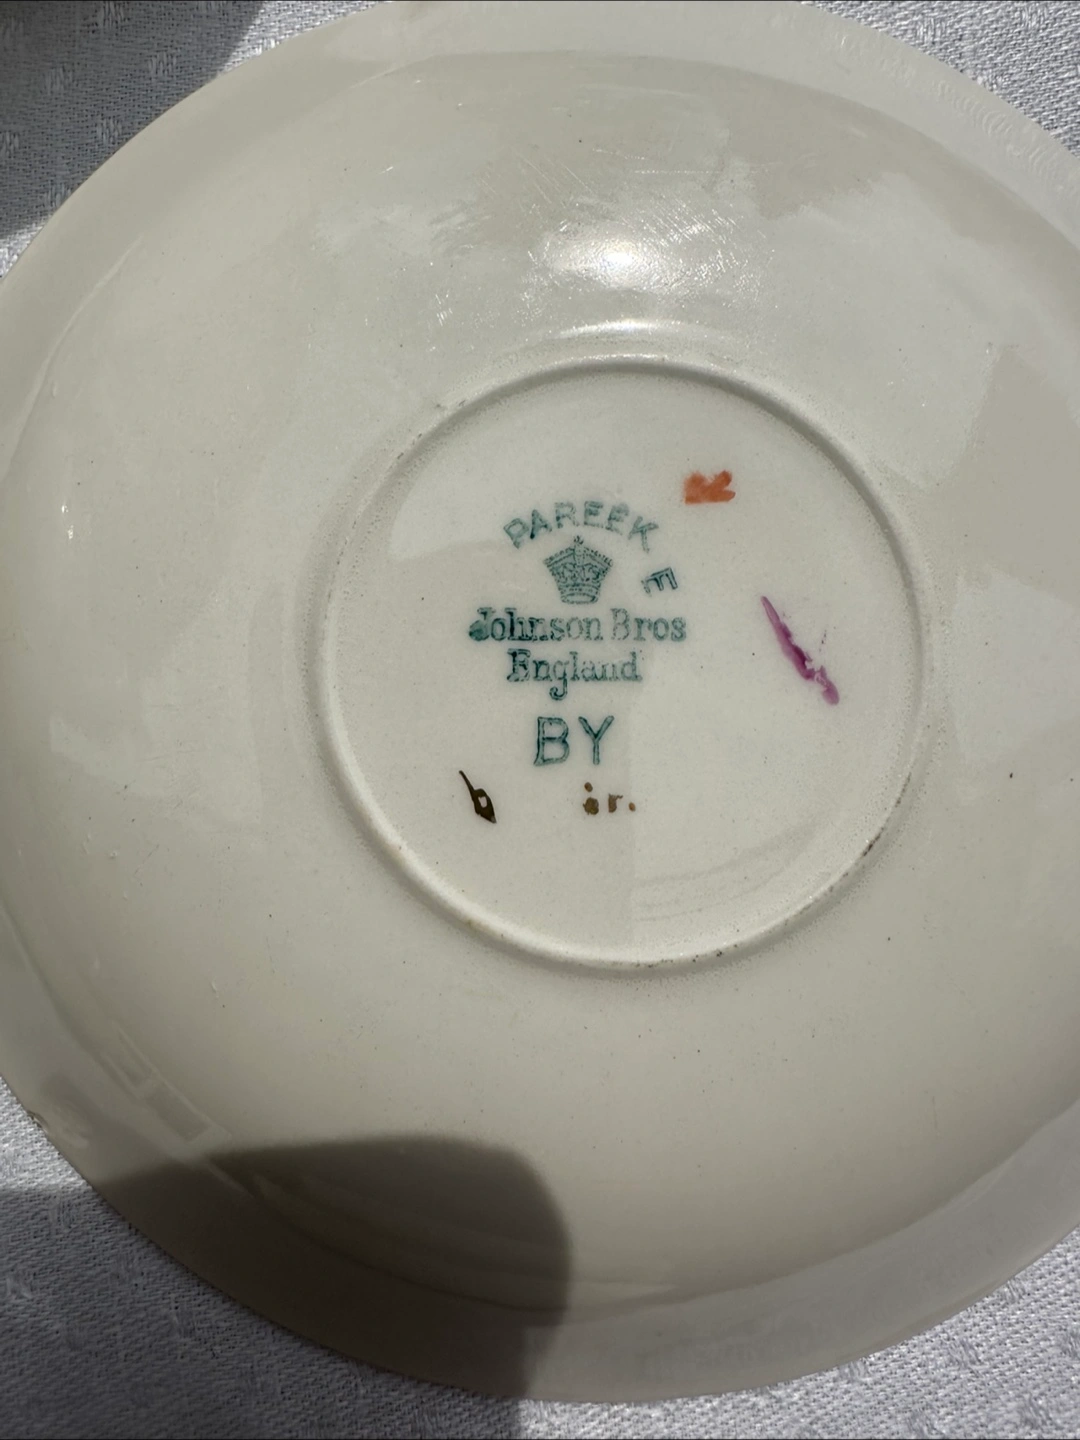 PAREEK E
Johnson Bros
England
BY